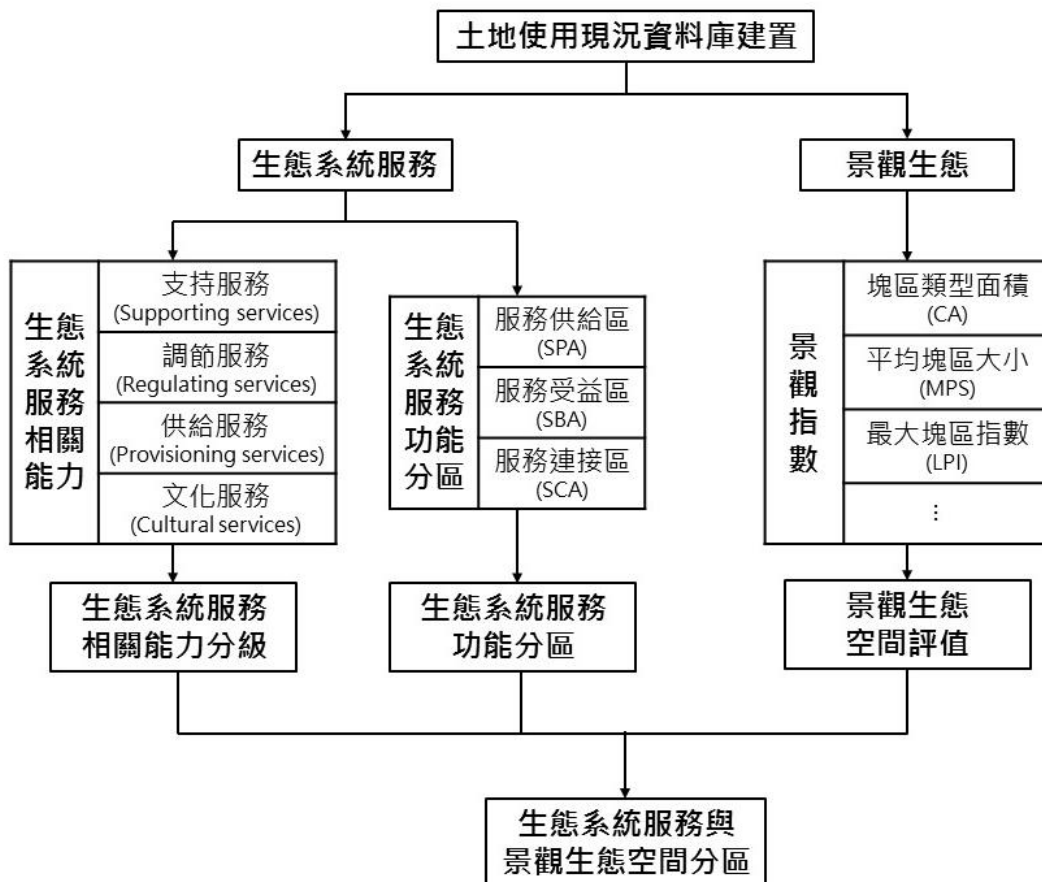 土地使用現況資料庫建置
生態系統服務
景觀生態
生態
系統
服務
相關
能力
支持服務
(Supporting services)
調節服務
(Regulating services)
供給服務
(Provisioning services)
文化服務
(Cultural services)
生態
系統
服務
功能
分區
服務供給區
(SPA)
服務受益區
(SBA)
服務連接區
(SCA)
景
觀
指
數
塊區類型面積
(CA)
平均塊區大小
(MPS)
最大塊區指數
(LPI)
⋮
生態系統服務
相關能力分級
生態系統服務
功能分區
景觀生態
空間評值
生態系統服務與
景觀生態空間分區